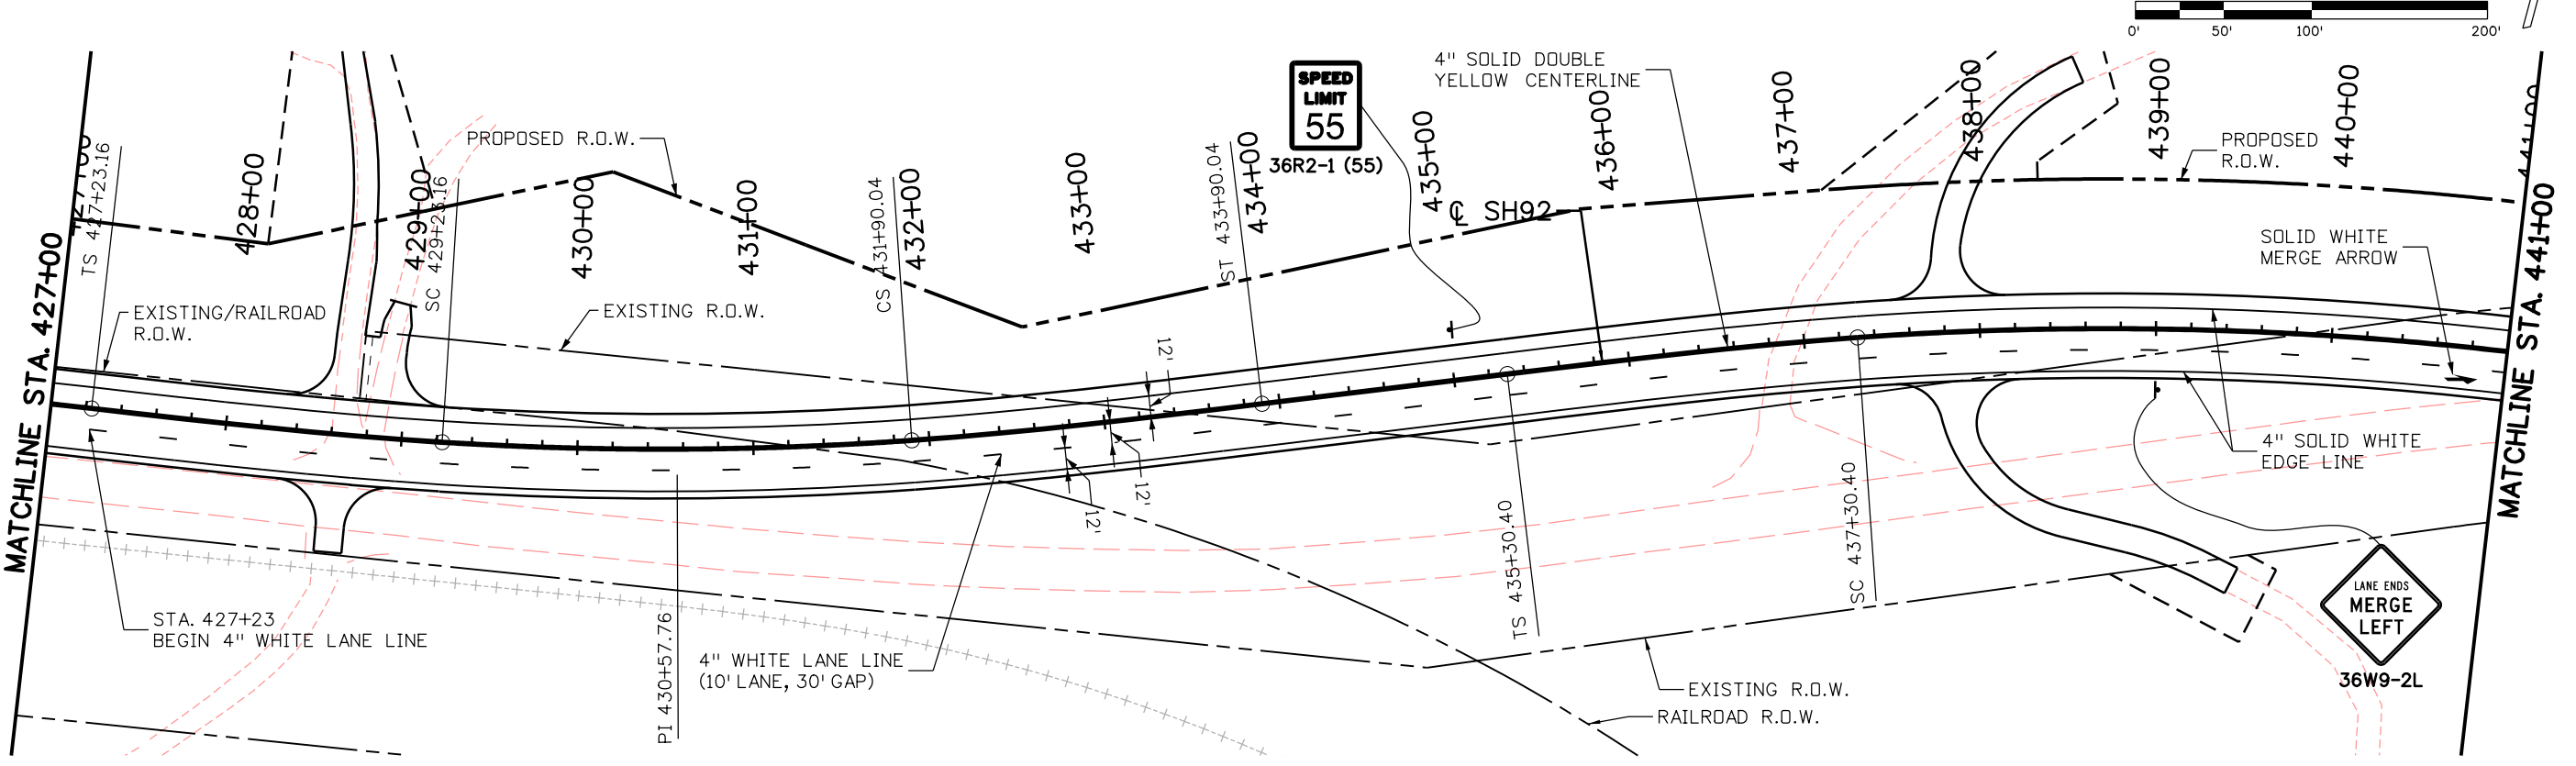 0' 50' 100' 200'
MATCHLINE STA. 427+00
TS 427+23.16
428+00
429+00
SC 429+23.16
430+00
431+00
CS 431+90.04
432+00
433+00
ST 433+90.04
434+00
435+00
436+00
437+00
438+00
439+00
440+00
MATCHLINE STA. 441+00
PROPOSED R.O.W.
SPEED
LIMIT
55
36R2-1 (55)
4" SOLID DOUBLE
YELLOW CENTERLINE
℄ SH92
PROPOSED
R.O.W.
SOLID WHITE
MERGE ARROW
EXISTING/RAILROAD
R.O.W.
EXISTING R.O.W.
12'
12'
12'
4" SOLID WHITE
EDGE LINE
TS 435+30.40
SC 437+30.40
STA. 427+23
BEGIN 4" WHITE LANE LINE
PI 430+57.76
4" WHITE LANE LINE
(10' LANE, 30' GAP)
EXISTING R.O.W.
RAILROAD R.O.W.
LANE ENDS
MERGE
LEFT
36W9-2L